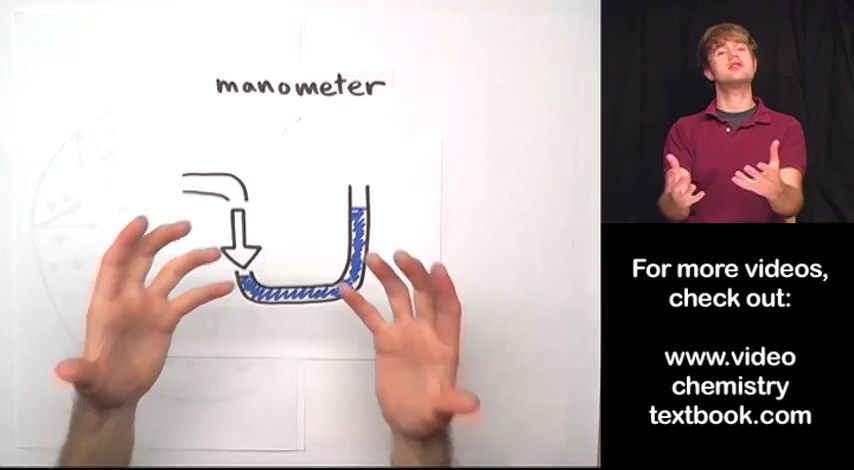 manometer
For more videos,
check out:
www.video
chemistry
textbook.com